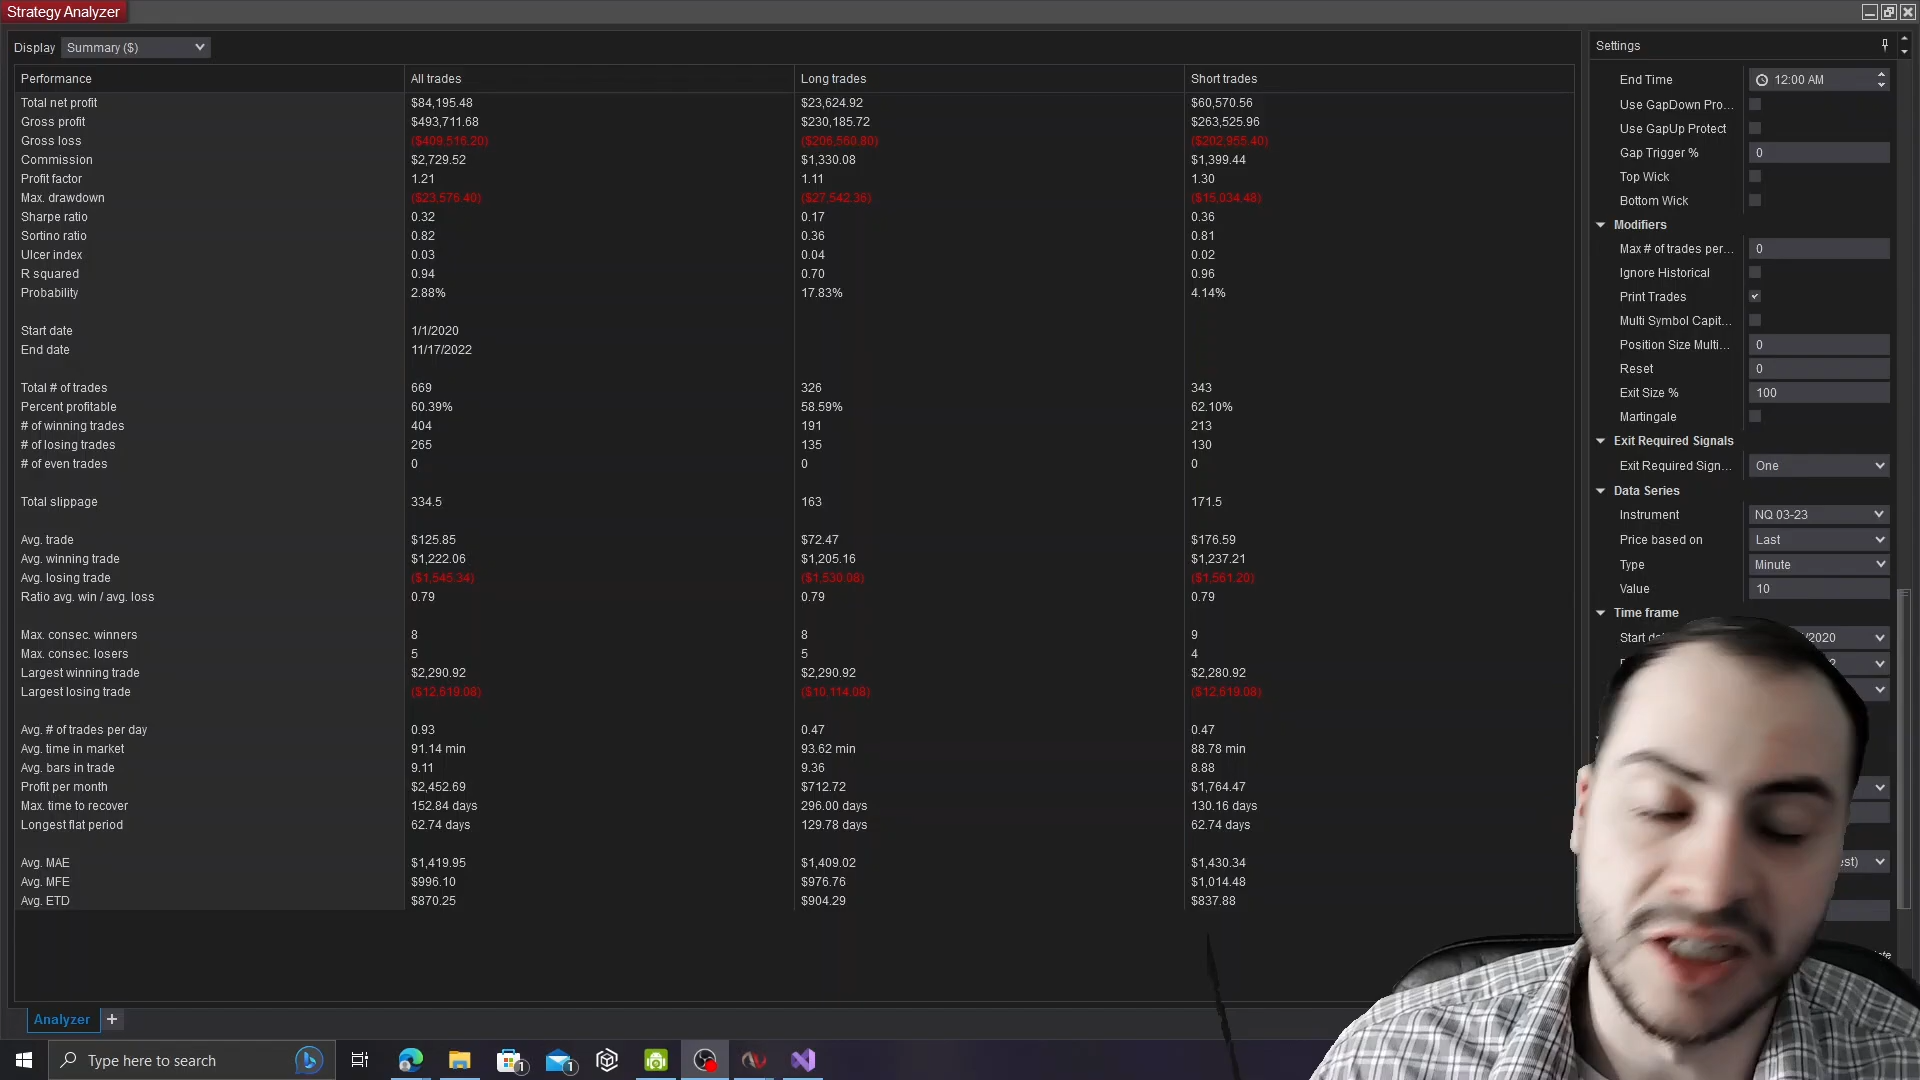 Strategy Analyzer
Display Summary ($)
Settings
Performance All trades Long trades Short trades
Total net profit $84,195.48 $23,624.92 $60,570.56
Gross profit $493,711.68 $230,185.72 $263,525.96
Gross loss ($409,516.20) ($206,560.80) ($202,955.40)
Commission $2,729.52 $1,330.08 $1,399.44
Profit factor 1.21 1.11 1.30
Max. drawdown ($23,576.40) ($27,542.36) ($15,034.48)
Sharpe ratio 0.32 0.17 0.36
Sortino ratio 0.82 0.36 0.81
Ulcer index 0.03 0.04 0.02
R squared 0.94 0.70 0.96
Probability 2.88% 17.83% 4.14%
Start date 1/1/2020
End date 11/17/2022
Total # of trades 669 326 343
Percent profitable 60.39% 58.59% 62.10%
# of winning trades 404 191 213
# of losing trades 265 135 130
# of even trades 0 0 0
Total slippage 334.5 163 171.5
Avg. trade $125.85 $72.47 $176.59
Avg. winning trade $1,222.06 $1,205.16 $1,237.21
Avg. losing trade ($1,545.34) ($1,530.08) ($1,561.20)
Ratio avg. win / avg. loss 0.79 0.79 0.79
Max. consec. winners 8 8 9
Max. consec. losers 5 5 4
Largest winning trade $2,290.92 $2,290.92 $2,280.92
Largest losing trade ($12,619.08) ($10,114.08) ($12,619.08)
Avg. # of trades per day 0.93 0.47 0.47
Avg. time in market 91.14 min 93.62 min 88.78 min
Avg. bars in trade 9.11 9.36 8.88
Profit per month $2,452.69 $712.72 $1,764.47
Max. time to recover 152.84 days 296.00 days 130.16 days
Longest flat period 62.74 days 129.78 days 62.74 days
Avg. MAE $1,419.95 $1,409.02 $1,430.34
Avg. MFE $996.10 $976.76 $1,014.48
Avg. ETD $870.25 $904.29 $837.88
End Time 12:00 AM
Use GapDown Pro...
Use GapUp Protect
Gap Trigger % 0
Top Wick
Bottom Wick
Modifiers
Max # of trades per... 0
Ignore Historical
Print Trades
Multi Symbol Capit...
Position Size Multi... 0
Reset 0
Exit Size % 100
Martingale
Exit Required Signals
Exit Required Sign... One
Data Series
Instrument NQ 03-23
Price based on Last
Type Minute
Value 10
Time frame
Start d /2020
est)
Analyzer +
Type here to search
1 1